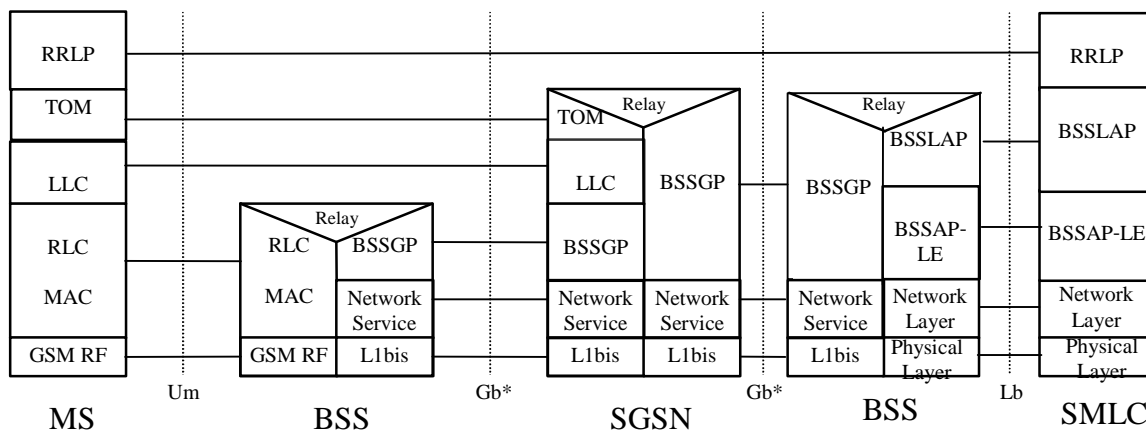 RRLP
RRLP
TOM
Relay
Relay
TOM
BSSLAP
BSSLAP
LLC
LLC
BSSGP
BSSGP
Relay
RLC
RLC
BSSGP
BSSGP
BSSAP-
LE
BSSAP-LE
MAC
MAC
Network
Service
Network
Service
Network
Service
Network
Service
Network
Layer
Network
Layer
GSM RF
GSM RF
L1bis
L1bis
L1bis
L1bis
Physical
Layer
Physical
Layer
Um
Gb*
Gb*
Lb
MS
BSS
SGSN
BSS
SMLC